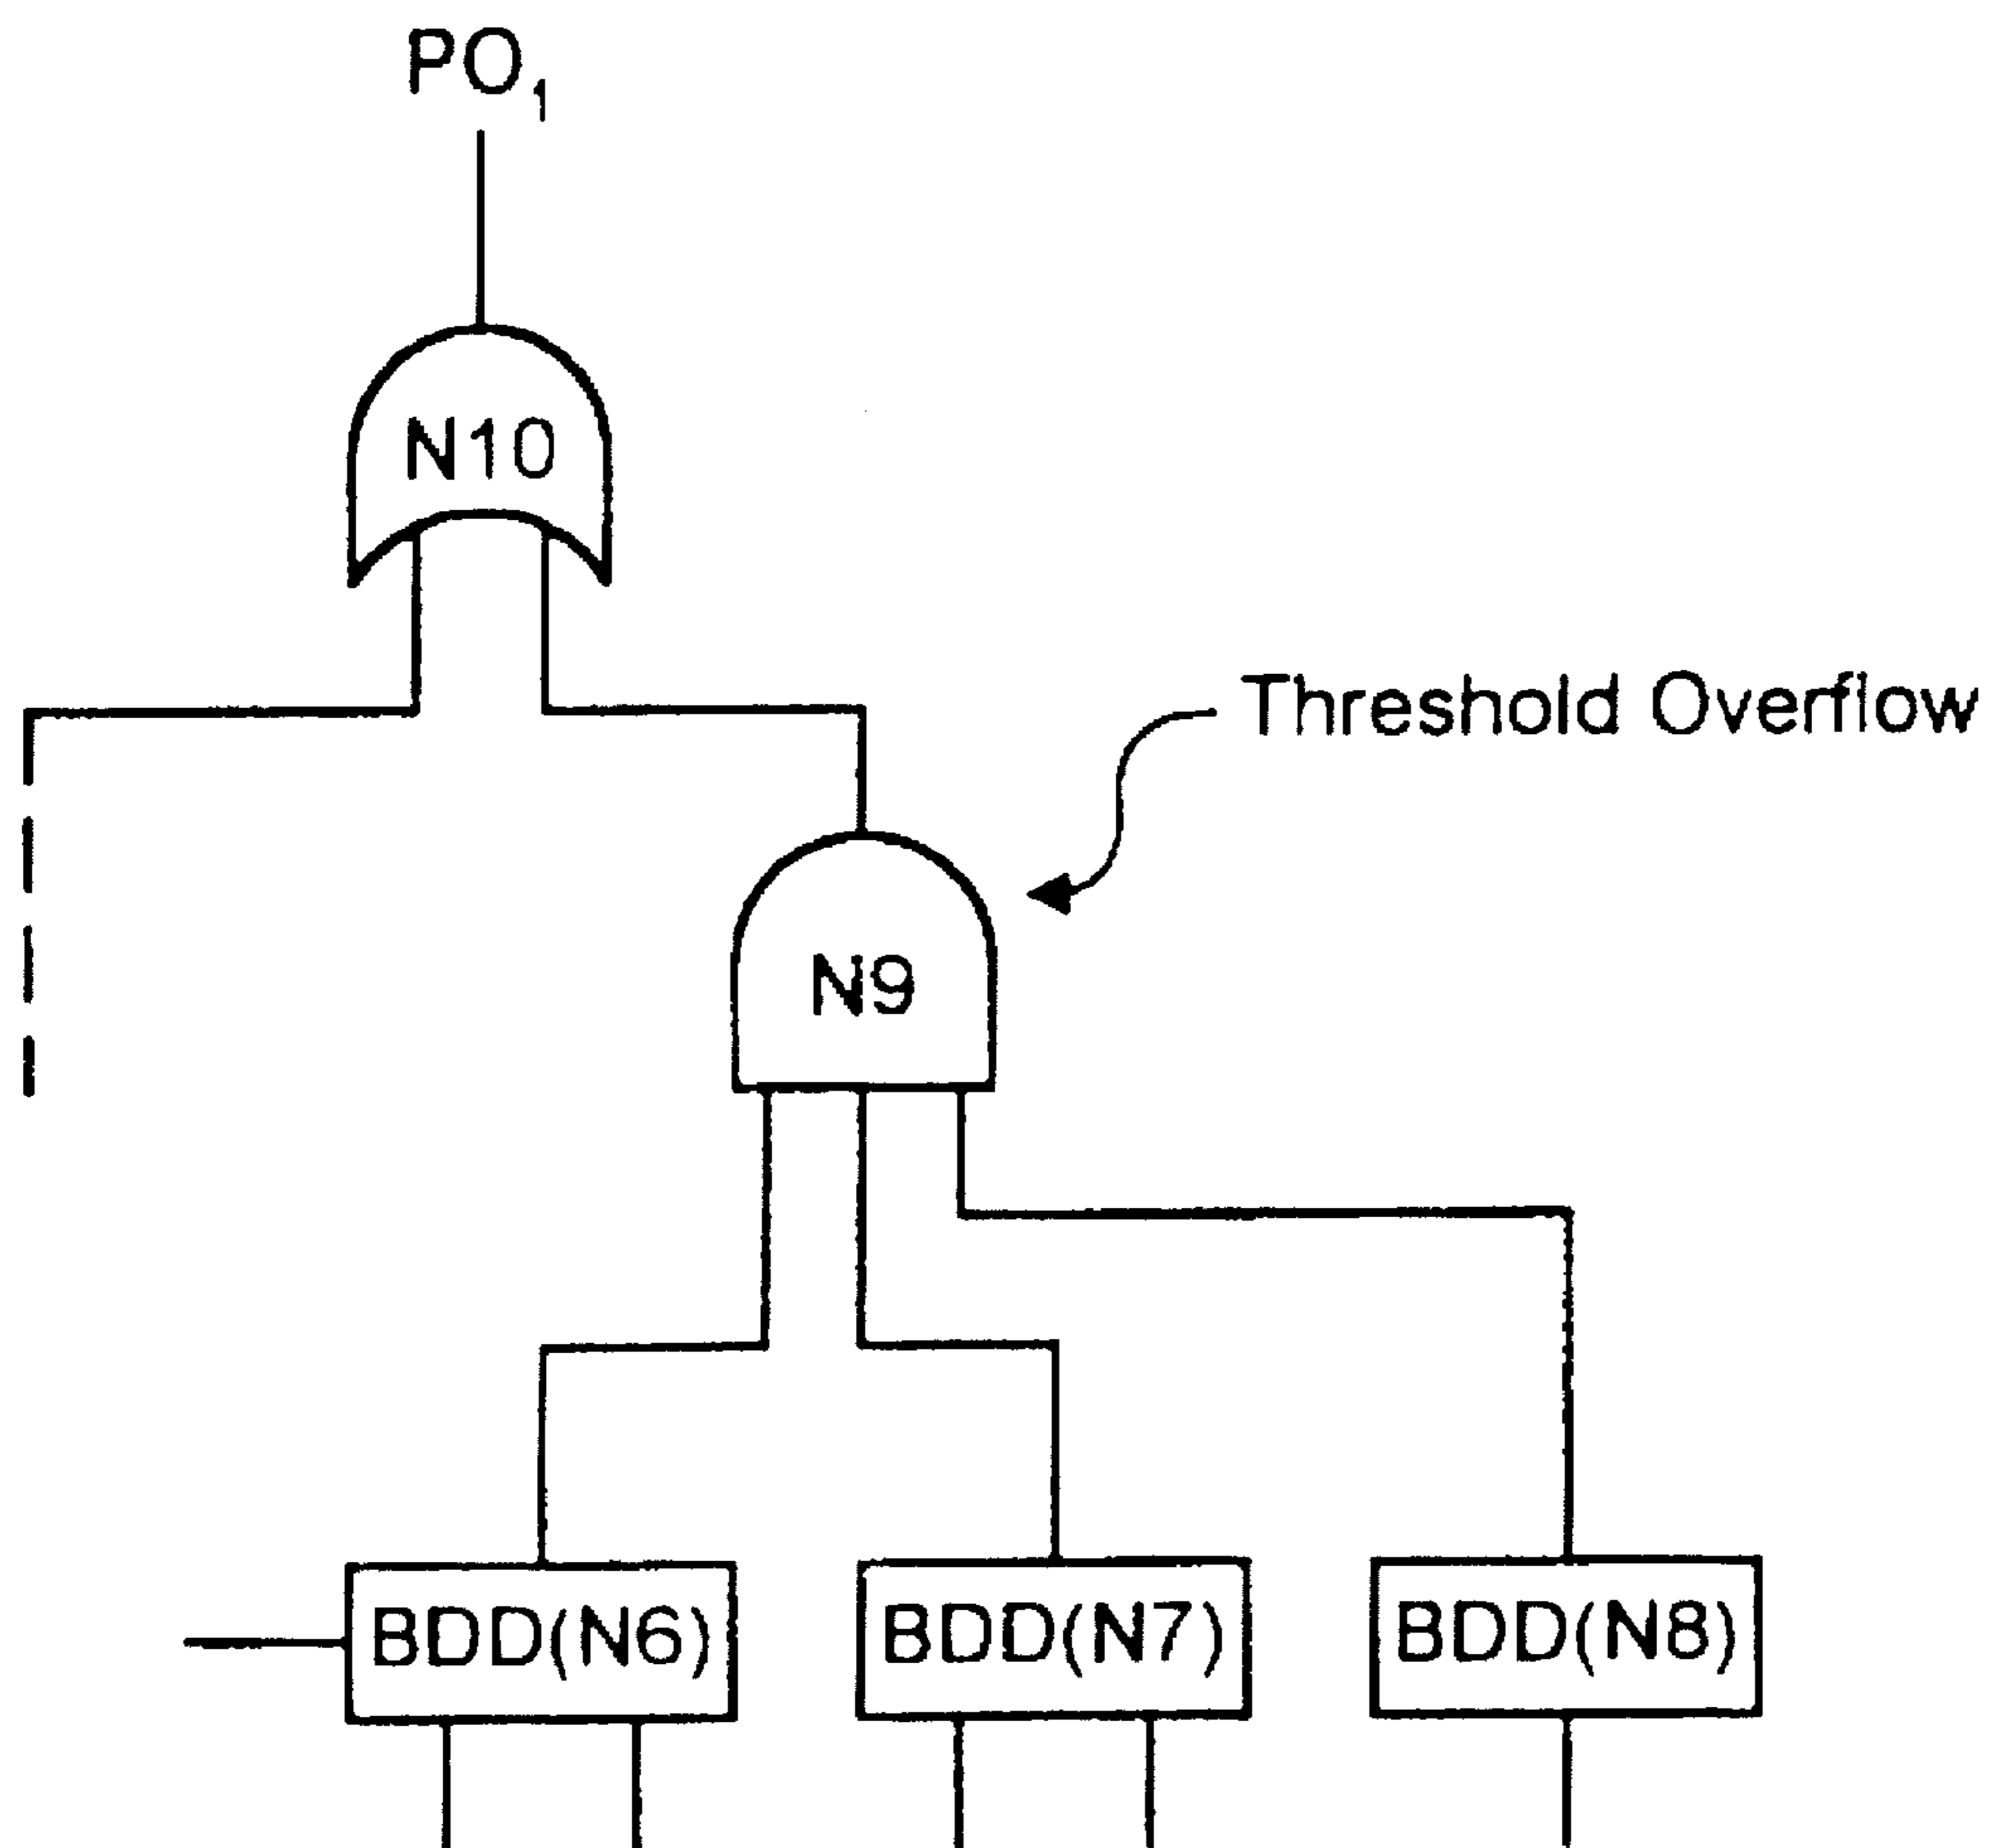 PO1
N10
Threshold Overflow
N9
BDD(N6)
BDD(N7)
BDD(N8)